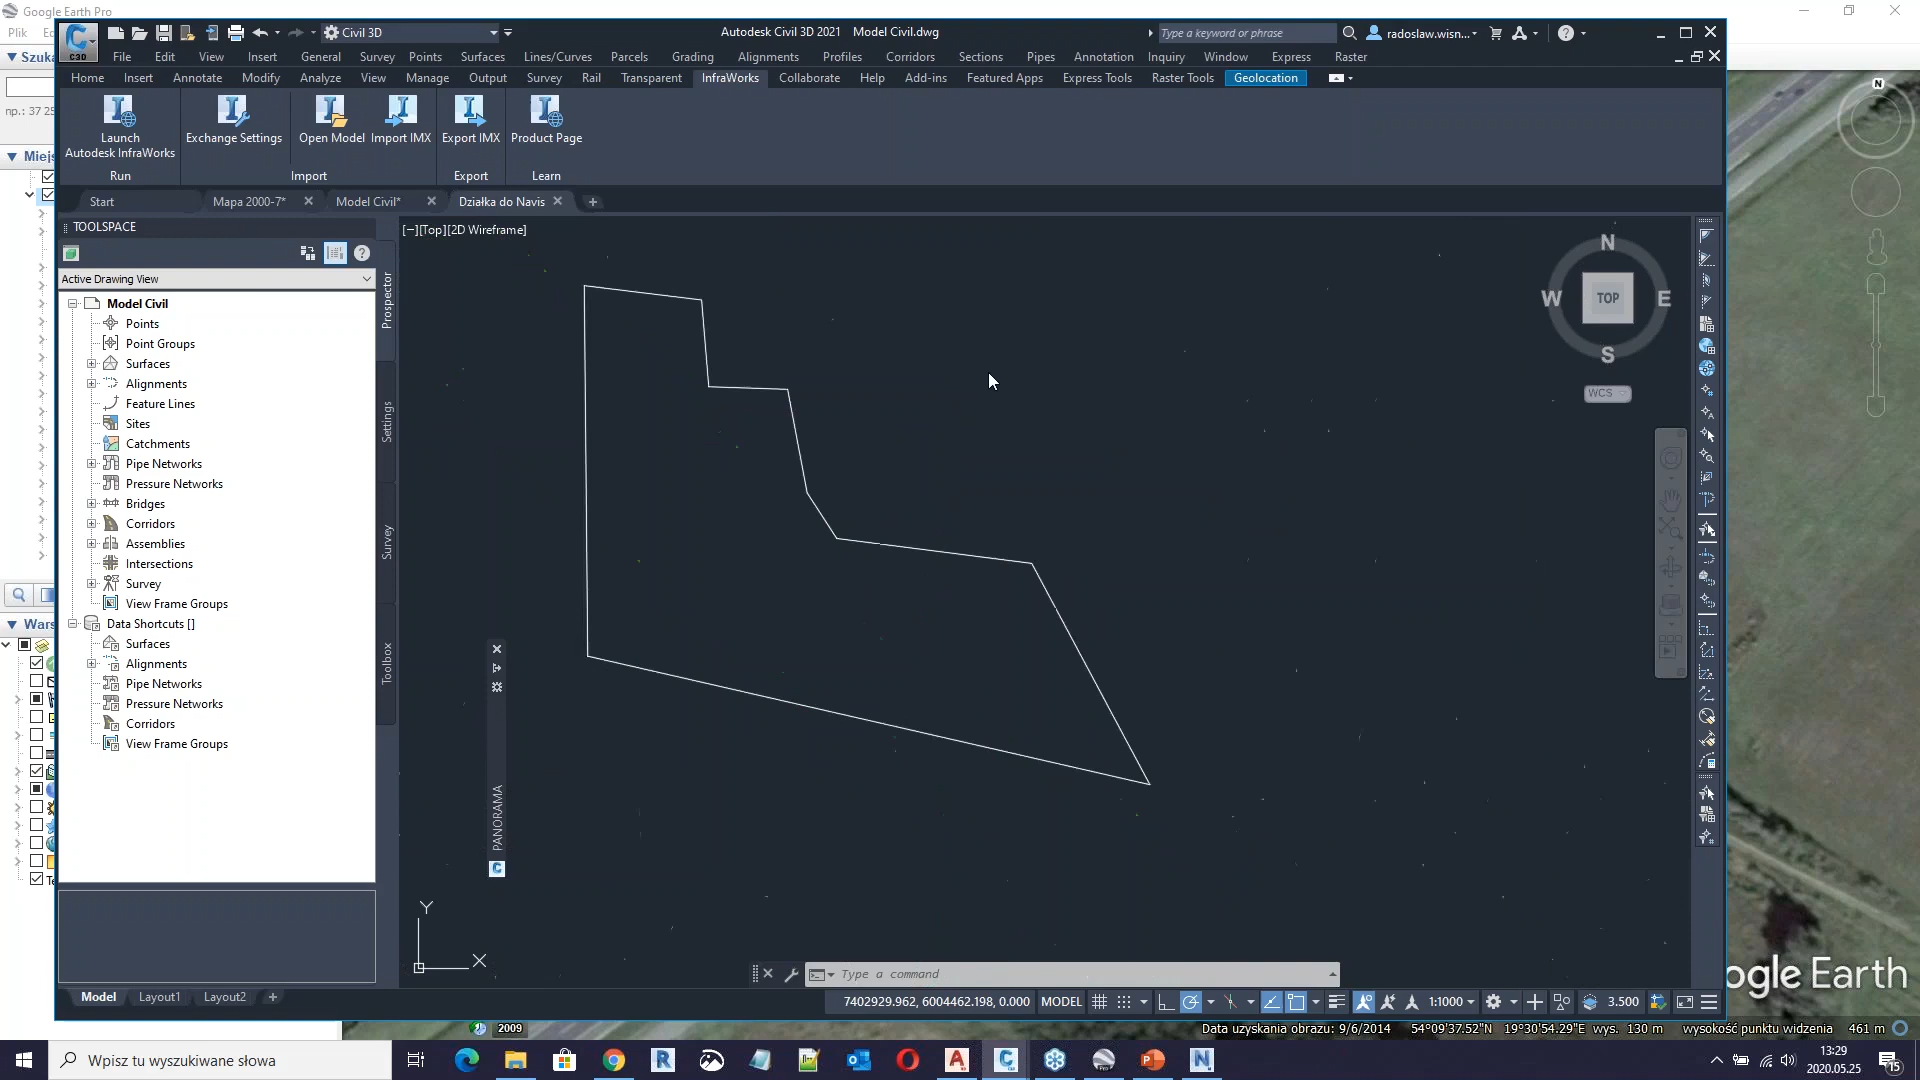 Google Earth Pro
Plik
Autodesk Civil 3D 2021 Model Civil.dwg
Civil 3D
Type a keyword or phrase
radoslaw.wisn...
C3D
File Edit View Insert General Survey Points Surfaces Lines/Curves Parcels Grading Alignments Profiles Corridors Sections Pipes Annotation Inquiry Window Express Raster
Home Insert Annotate Modify Analyze View Manage Output Survey Rail Transparent InfraWorks Collaborate Help Add-ins Featured Apps Express Tools Raster Tools Geolocation
Launch Autodesk InfraWorks
Exchange Settings
Open Model
Import IMX
Export IMX
Product Page
Run
Import
Export
Learn
Start
Mapa 2000-7*
Model Civil*
Działka do Navis
Szuka
np.: 37 25
Miejs
Wars
TOOLSPACE
Active Drawing View
Model Civil
Points
Point Groups
Surfaces
Alignments
Feature Lines
Sites
Catchments
Pipe Networks
Pressure Networks
Bridges
Corridors
Assemblies
Intersections
Survey
View Frame Groups
Data Shortcuts []
Surfaces
Alignments
Pipe Networks
Pressure Networks
Corridors
View Frame Groups
Prospector
Settings
Survey
Toolbox
[−][Top][2D Wireframe]
N
W
TOP
E
S
WCS
N
PANORAMA
Y
X
Type a command
Model
Layout1
Layout2
7402929.962, 6004462.198, 0.000
MODEL
1:1000
3.500
ogle Earth
2009
Data uzyskania obrazu: 9/6/2014 54°09'37.52"N 19°30'54.29"E wys. 130 m wysokość punktu widzenia 461 m
Wpisz tu wyszukiwane słowa
13:29
2020.05.25
15